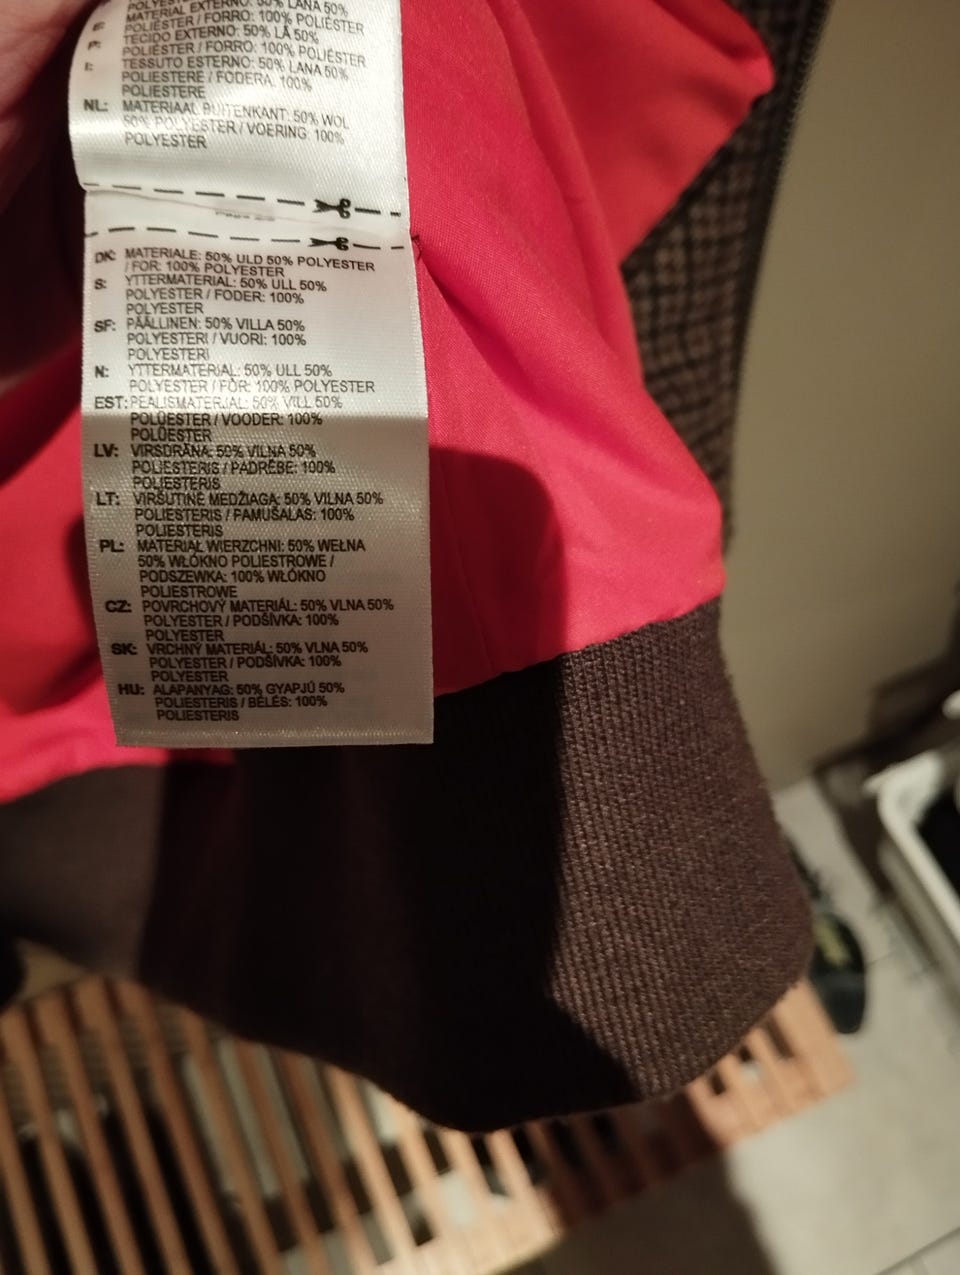 POLYESTER
MATERIAL EXTERNO: 50% LANA 50%
E: POLIÉSTER / FORRO: 100% POLIÉSTER
P: TECIDO EXTERNO: 50% LÃ 50%
POLIÉSTER / FORRO: 100% POLIÉSTER
I: TESSUTO ESTERNO: 50% LANA 50%
POLIESTERE / FODERA: 100%
POLIESTERE
NL: MATERIAAL BUITENKANT: 50% WOL
50% POLYESTER / VOERING: 100%
POLYESTER
DK: MATERIALE: 50% ULD 50% POLYESTER
/ FOR: 100% POLYESTER
S: YTTERMATERIAL: 50% ULL 50%
POLYESTER / FODER: 100%
POLYESTER
SF: PÄÄLLINEN: 50% VILLA 50%
POLYESTERI / VUORI: 100%
POLYESTERI
N: YTTERMATERIAL: 50% ULL 50%
POLYESTER / FÔR: 100% POLYESTER
EST: PEALISMATERJAL: 50% VILL 50%
POLÜESTER / VOODER: 100%
POLÜESTER
LV: VIRSDRĀNA: 50% VILNA 50%
POLIESTERIS / PADRĒBE: 100%
POLIESTERIS
LT: VIRŠUTINĖ MEDŽIAGA: 50% VILNA 50%
POLIESTERIS / PAMUŠALAS: 100%
POLIESTERIS
PL: MATERIAŁ WIERZCHNI: 50% WEŁNA
50% WŁÓKNO POLIESTROWE /
PODSZEWKA: 100% WŁÓKNO
POLIESTROWE
CZ: POVRCHOVÝ MATERIÁL: 50% VLNA 50%
POLYESTER / PODŠÍVKA: 100%
POLYESTER
SK: VRCHNÝ MATERIÁL: 50% VLNA 50%
POLYESTER / PODŠÍVKA: 100%
POLYESTER
HU: ALAPANYAG: 50% GYAPJÚ 50%
POLIESTERIS / BÉLÉS: 100%
POLIESTERIS